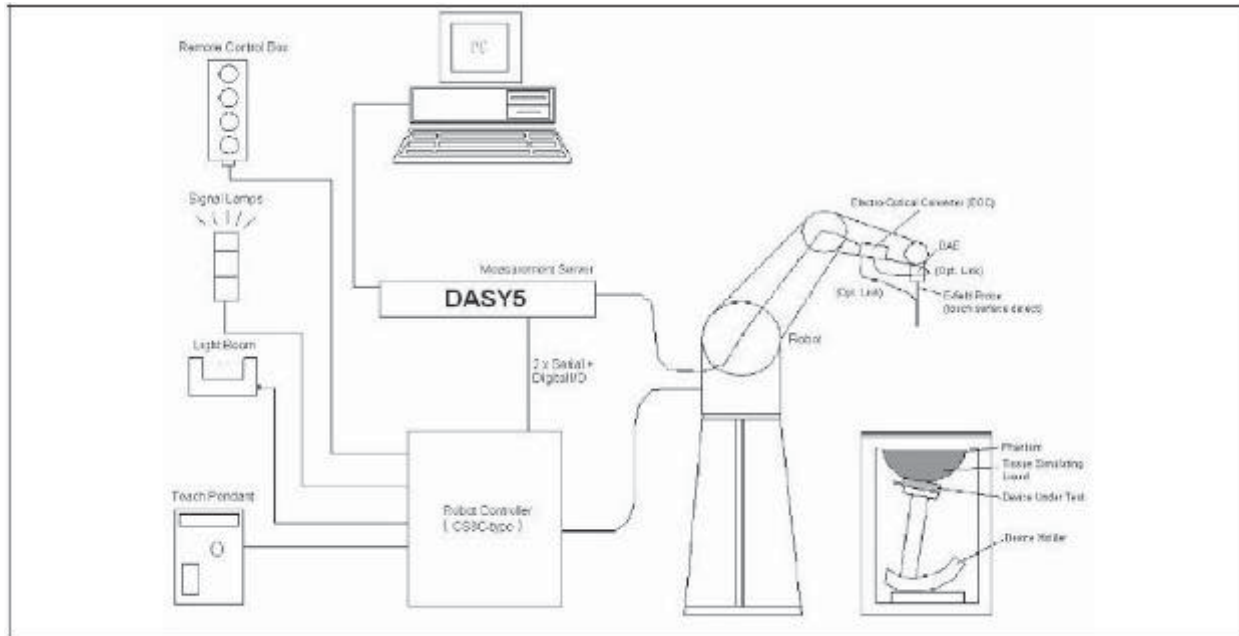 Remote Control Box
PC
Signal Lamps
Electro-Optical Converter (EOC)
DAE
(Opt. Link)
Measurement Server
DASY5
(Opt. Link)
E-field Probe
(touch surface detect)
Light Beam
Robot
2 x Serial +
Digital I/O
Phantom
Tissue Simulating
Liquid
Teach Pendant
Device Under Test
Robot Controller
( CS8C-type )
Device Holder